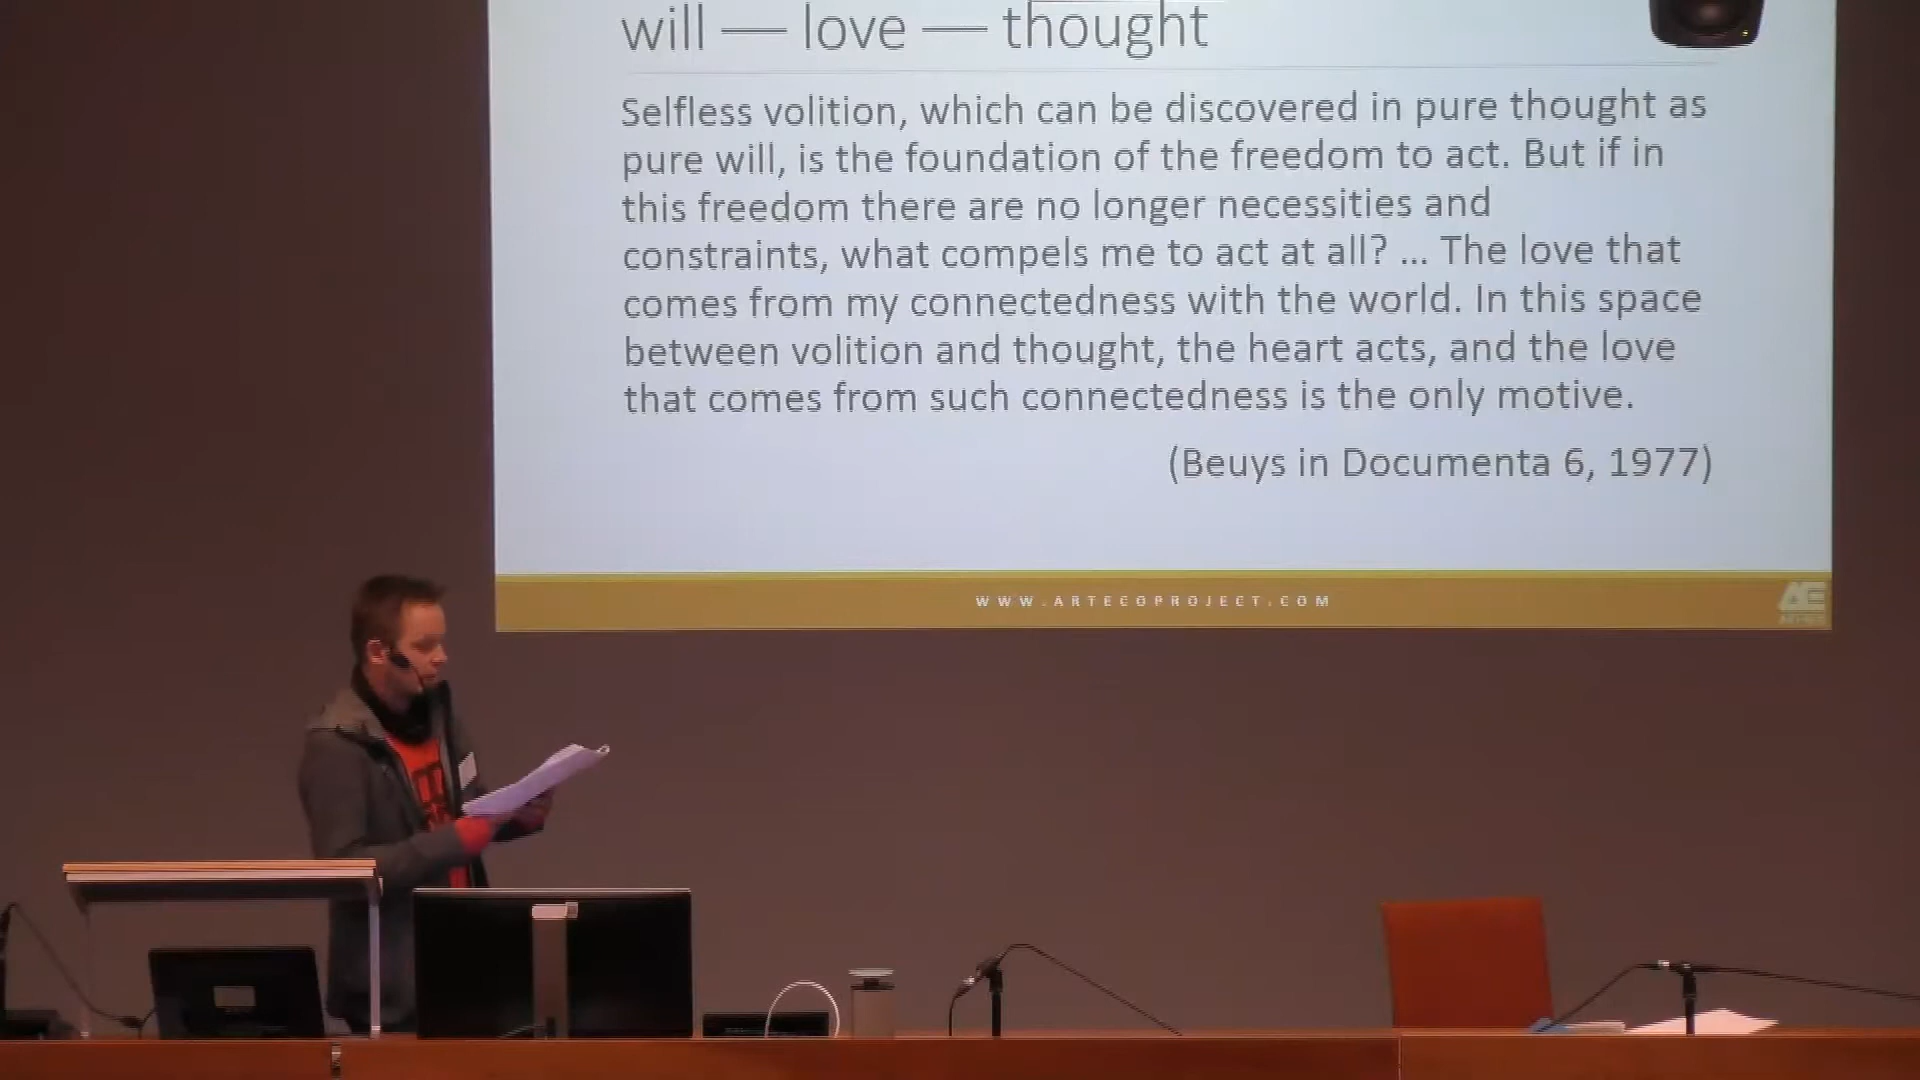 will — love — thought
Selfless volition, which can be discovered in pure thought as
pure will, is the foundation of the freedom to act. But if in
this freedom there are no longer necessities and
constraints, what compels me to act at all? ... The love that
comes from my connectedness with the world. In this space
between volition and thought, the heart acts, and the love
that comes from such connectedness is the only motive.
(Beuys in Documenta 6, 1977)
WWW.ARTECOPROJECT.COM
AE